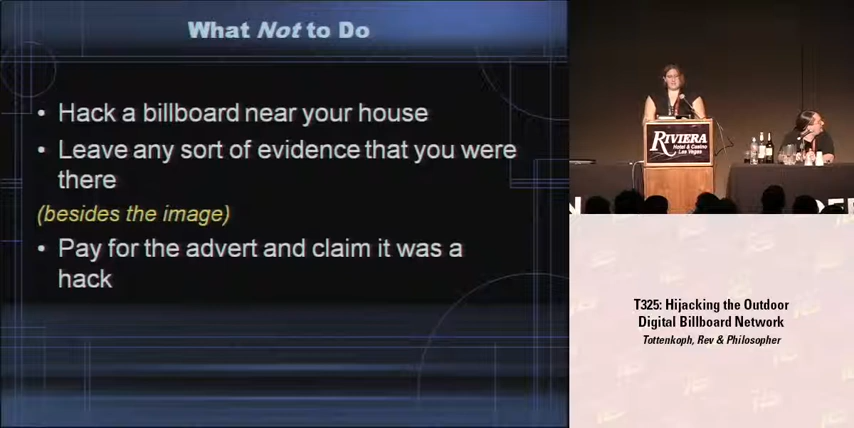 What Not to Do
• Hack a billboard near your house
• Leave any sort of evidence that you were
there
(besides the image)
• Pay for the advert and claim it was a
hack
RIVIERA
Hotel & Casino
Las Vegas
T325: Hijacking the Outdoor
Digital Billboard Network
Tottenkoph, Rev & Philosopher